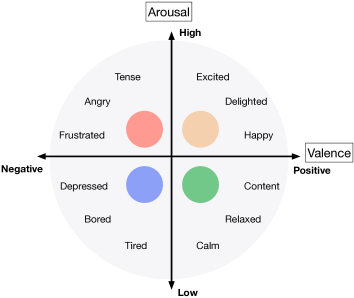 Arousal
High
Tense
Excited
Angry
Delighted
Frustrated
Happy
Valence
Negative
Positive
Depressed
Content
Bored
Relaxed
Tired
Calm
Low